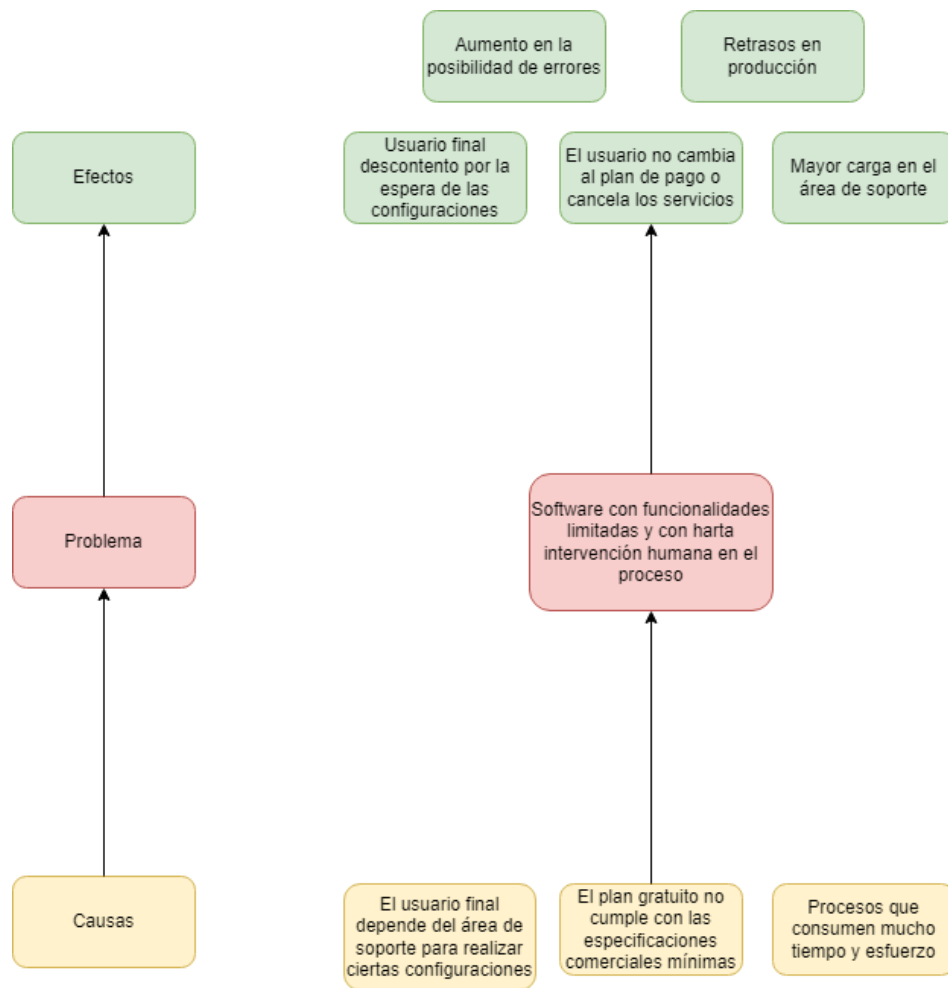 Aumento en la
posibilidad de errores
Retrasos en
producción
Efectos
Usuario final
descontento por la
espera de las
configuraciones
El usuario no cambia
al plan de pago o
cancela los servicios
Mayor carga en el
área de soporte
Problema
Software con funcionalidades
limitadas y con harta
intervención humana en el
proceso
Causas
El usuario final
depende del área de
soporte para realizar
ciertas configuraciones
El plan gratuito no
cumple con las
especificaciones
comerciales mínimas
Procesos que
consumen mucho
tiempo y esfuerzo